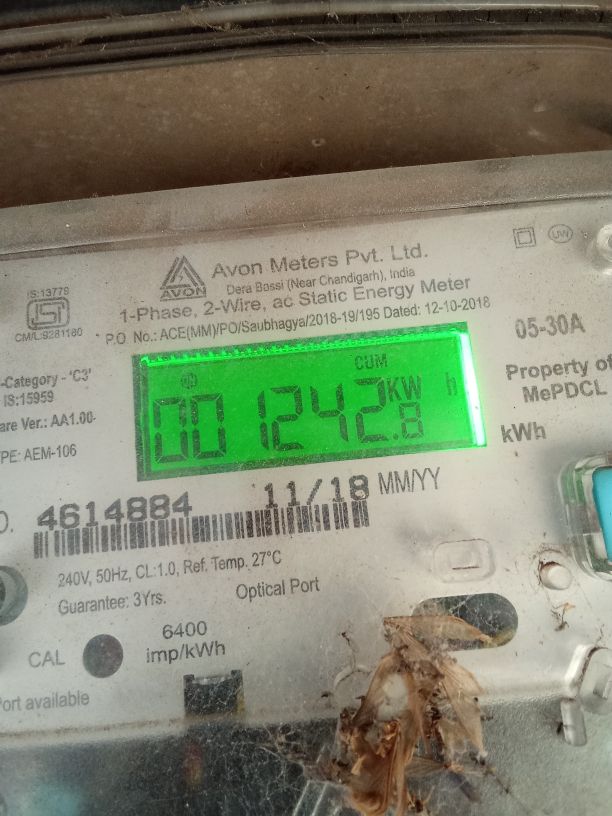 Avon Meters Pvt. Ltd.
AVON
Dera Bassi (Near Chandigarh), India
1-Phase, 2-Wire, ac Static Energy Meter
P.O No.: ACE(MM)/PO/Saubhagya/2018-19/195 Dated: 12-10-2018
UW
IS:13779
CM/L:9281180
-Category - 'C3'
IS:15959
are Ver.: AA1.00-
PE: AEM-106
05-30A
Property of
MePDCL
CUM
001242.8 KW h
kWh
O. 4614884 11/18 MM/YY
240V, 50Hz, CL:1.0, Ref. Temp. 27°C
Guarantee: 3Yrs.
Optical Port
CAL
6400
imp/kWh
Port available